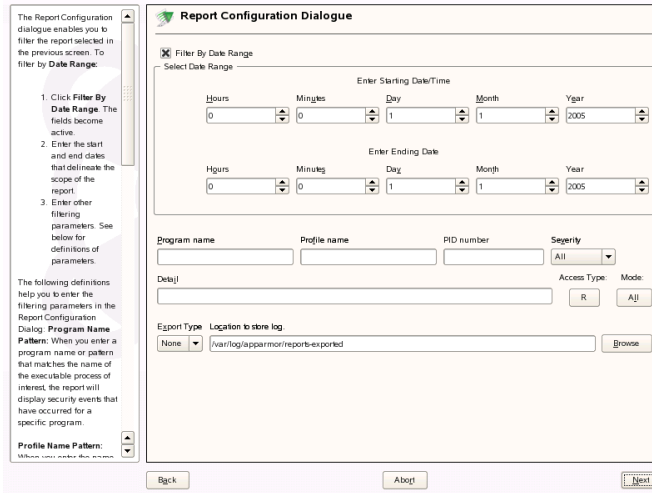 The Report Configuration
dialogue enables you to
filter the report selected in
the previous screen. To
filter by Date Range:
1. Click Filter By
Date Range. The
fields become
active.
2. Enter the start
and end dates
that delineate the
scope of the
report.
3. Enter other
filtering
parameters. See
below for
definitions of
parameters.
The following definitions
help you to enter the
filtering parameters in the
Report Configuration
Dialog: Program Name
Pattern: When you enter a
program name or pattern
that matches the name of
the executable process of
interest, the report will
display security events that
have occurred for a
specific program.
Profile Name Pattern:
When you enter the name
Report Configuration Dialogue
Filter By Date Range
Select Date Range
Enter Starting Date/Time
Hours Minutes Day Month Year
0 0 1 1 2005
Enter Ending Date
Hours Minutes Day Month Year
0 0 1 1 2005
Program name Profile name PID number Severity
All
Detail Access Type: Mode:
R All
Export Type Location to store log.
None /var/log/apparmor/reports-exported Browse
Back Abort Next